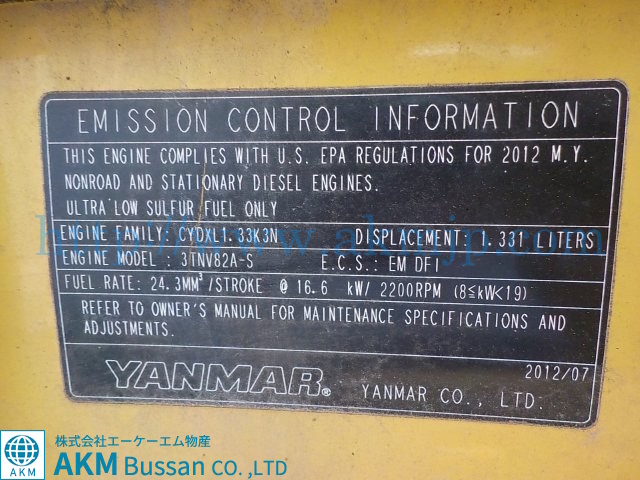 EMISSION CONTROL INFORMATION
THIS ENGINE COMPLIES WITH U.S. EPA REGULATIONS FOR 2012 M.Y.
NONROAD AND STATIONARY DIESEL ENGINES.
ULTRA LOW SULFUR FUEL ONLY
ENGINE FAMILY: CYDXL1.33K3N DISPLACEMENT: 1.331 LITERS
ENGINE MODEL: 3TNV82A-S E.C.S.: EM DFI
FUEL RATE: 24.3MM³/STROKE @ 16.6 kW/ 2200RPM (8≦kW<19)
REFER TO OWNER'S MANUAL FOR MAINTENANCE SPECIFICATIONS AND
ADJUSTMENTS.
2012/07
YANMAR® YANMAR CO., LTD.
株式会社エーケーエム物産
AKM Bussan CO.,LTD
AKM